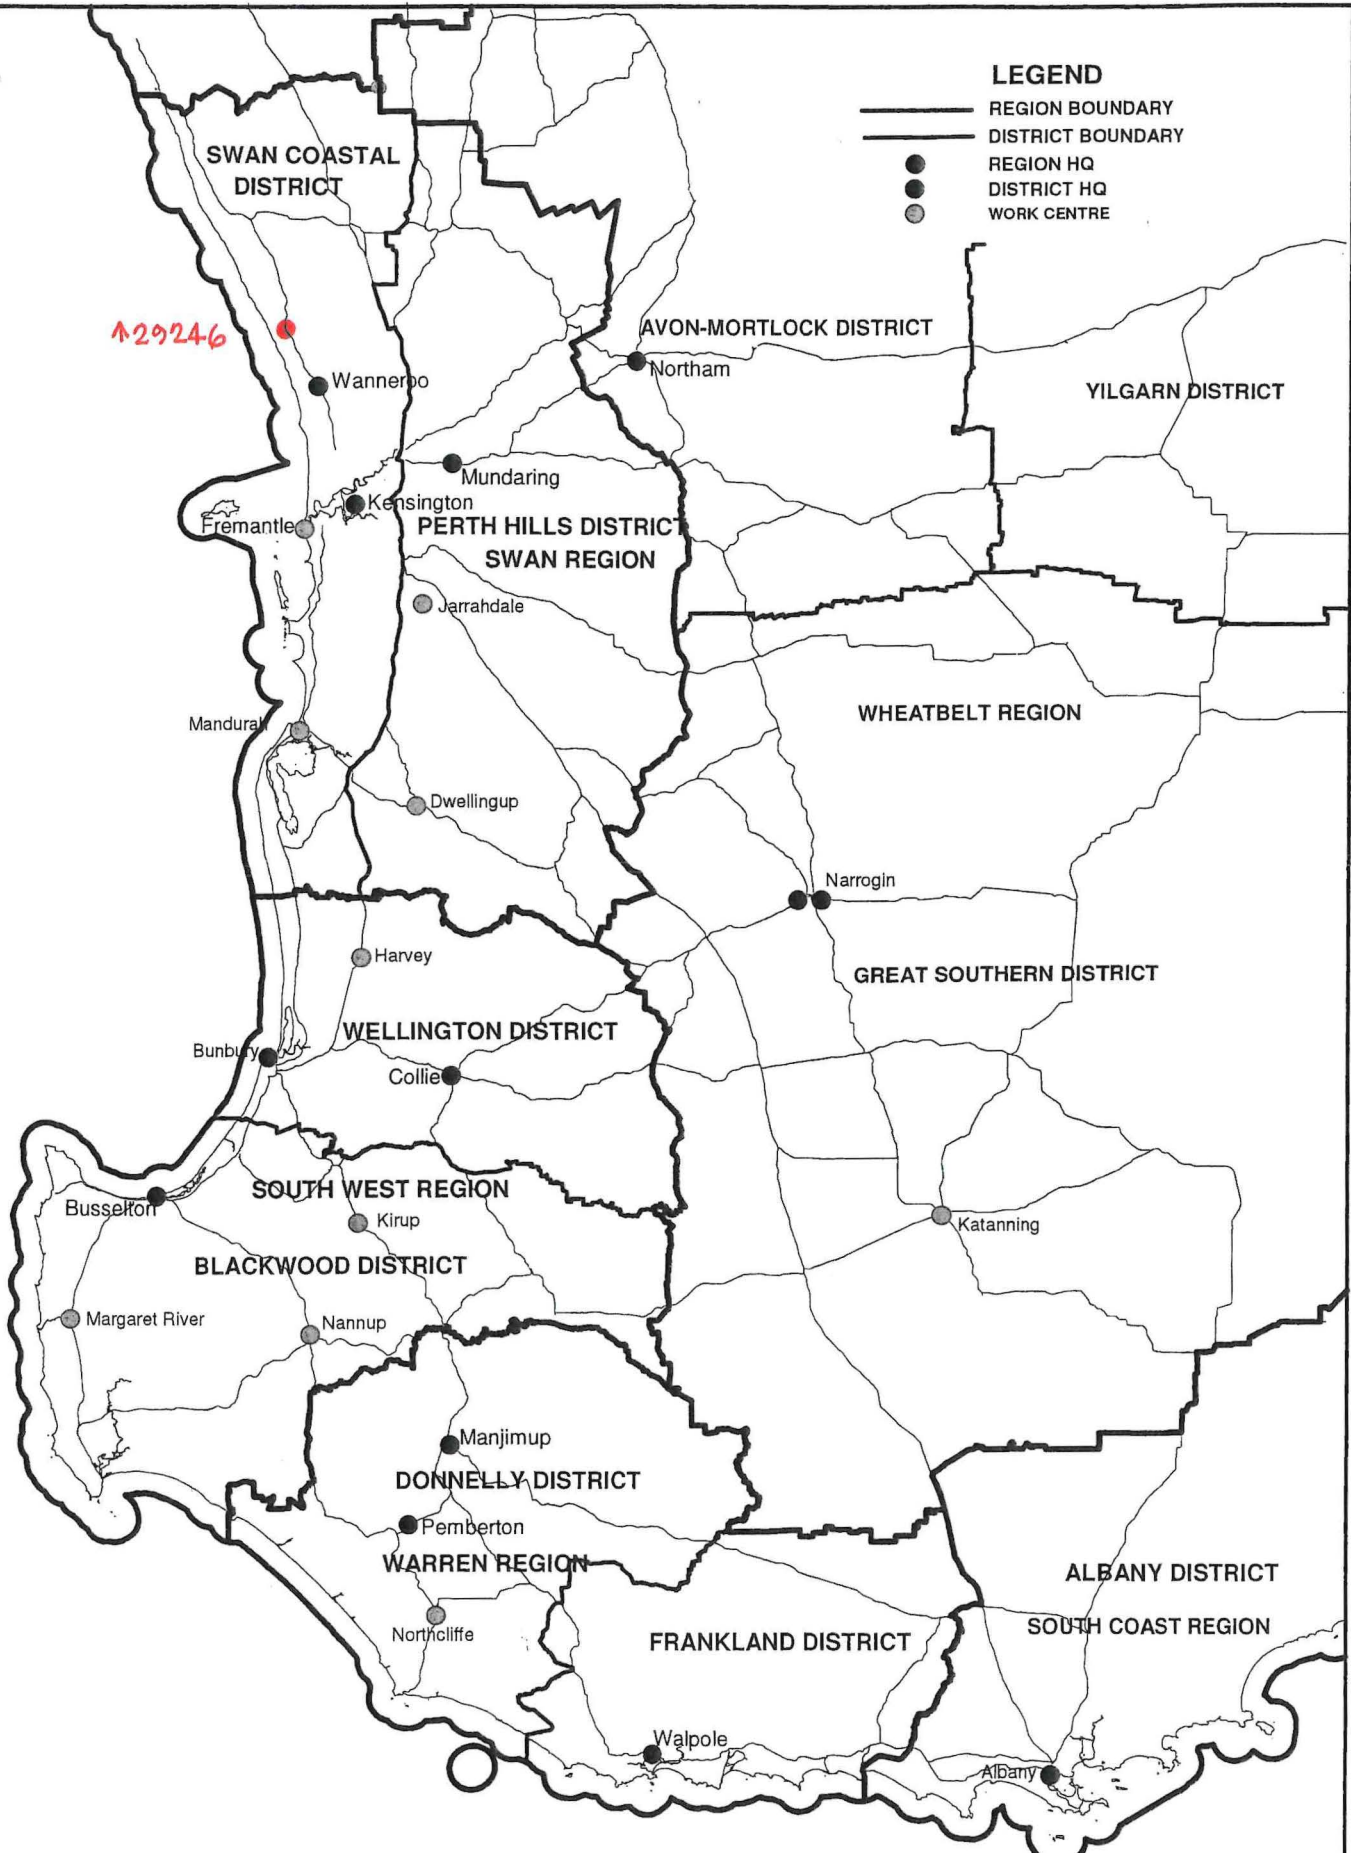 LEGEND
REGION BOUNDARY
DISTRICT BOUNDARY
REGION HQ
DISTRICT HQ
WORK CENTRE
SWAN COASTAL
DISTRICT
↑29246
Wanneroo
AVON-MORTLOCK DISTRICT
Northam
YILGARN DISTRICT
Mundaring
Kensington
Fremantle
PERTH HILLS DISTRICT
SWAN REGION
Jarrahdale
WHEATBELT REGION
Mandurah
Dwellingup
Narrogin
Harvey
GREAT SOUTHERN DISTRICT
WELLINGTON DISTRICT
Bunbury
Collie
SOUTH WEST REGION
Busselton
Kirup
Katanning
BLACKWOOD DISTRICT
Margaret River
Nannup
Manjimup
DONNELLY DISTRICT
Pemberton
WARREN REGION
ALBANY DISTRICT
Northcliffe
SOUTH COAST REGION
FRANKLAND DISTRICT
Walpole
Albany